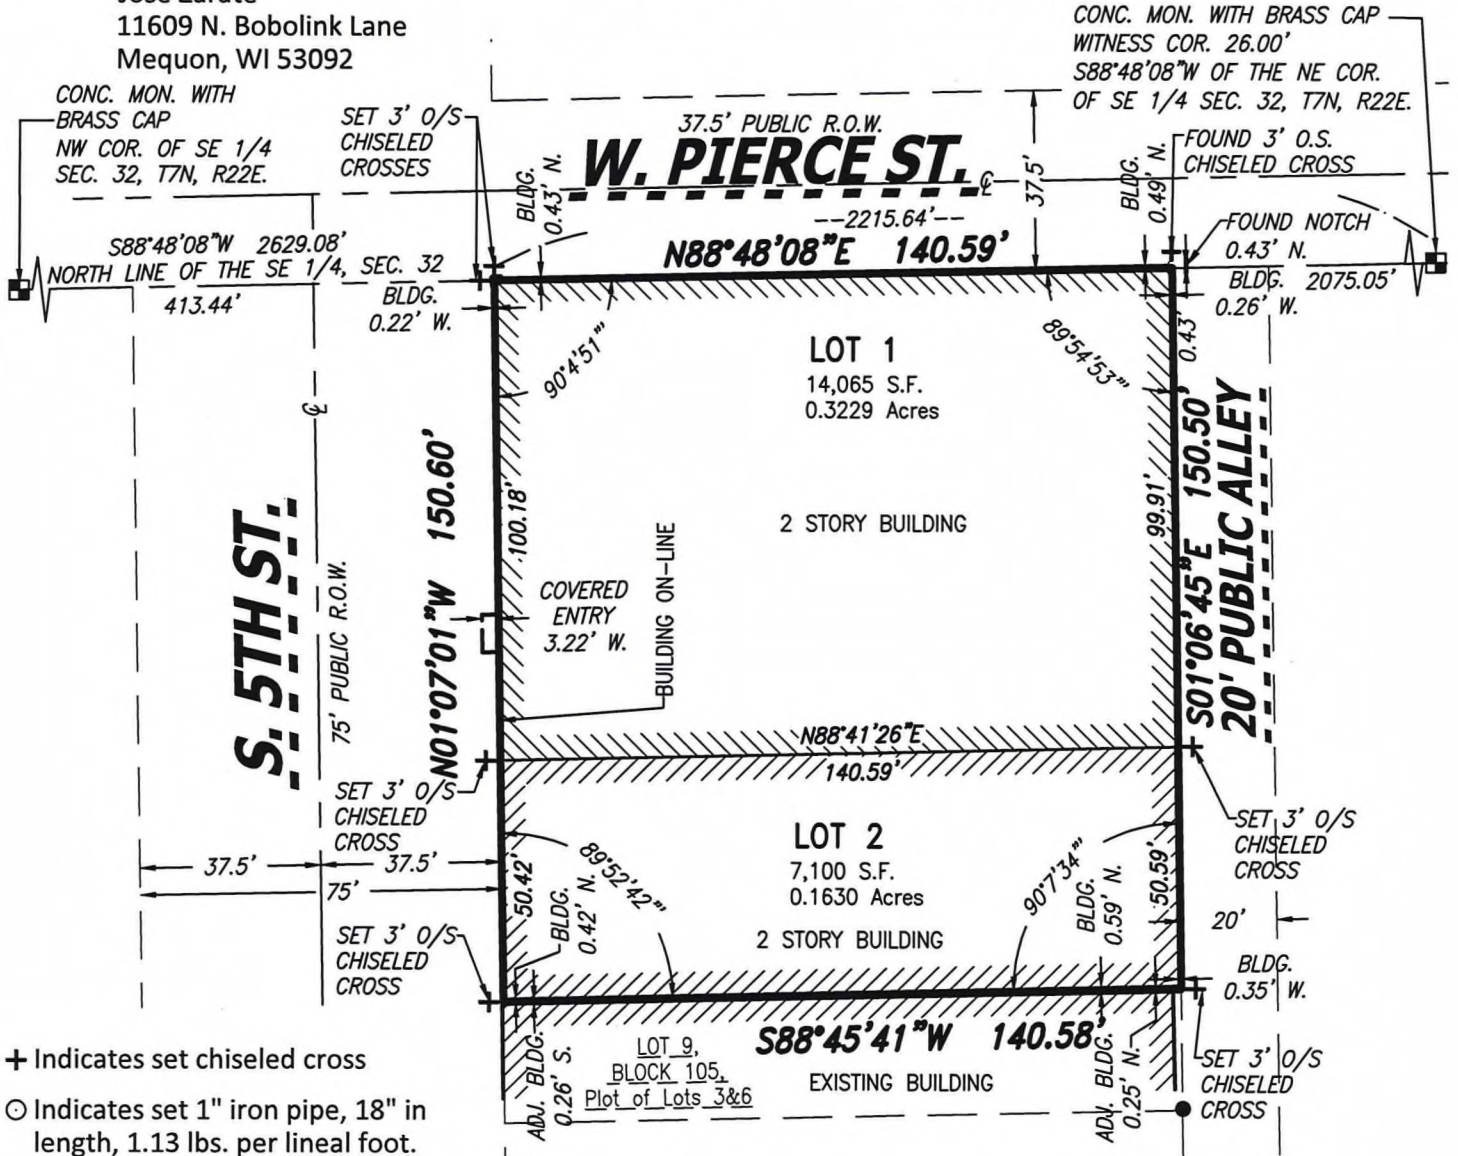 Jose Zarate
11609 N. Bobolink Lane
Mequon, WI 53092
CONC. MON. WITH
BRASS CAP
NW COR. OF SE 1/4
SEC. 32, T7N, R22E.
SET 3' O/S
CHISELED
CROSSES
37.5' PUBLIC R.O.W.
W. PIERCE ST.
℄
37.5'
CONC. MON. WITH BRASS CAP
WITNESS COR. 26.00'
S88°48'08"W OF THE NE COR.
OF SE 1/4 SEC. 32, T7N, R22E.
FOUND 3' O.S.
CHISELED CROSS
BLDG.
0.43' N.
BLDG.
0.49' N.
--2215.64'--
N88°48'08"E 140.59'
FOUND NOTCH
0.43' N.
BLDG.
0.26' W.
2075.05'
S88°48'08"W 2629.08'
NORTH LINE OF THE SE 1/4, SEC. 32
413.44'
BLDG.
0.22' W.
90°4'51"'
89°54'53"'
0.43'
LOT 1
14,065 S.F.
0.3229 Acres
2 STORY BUILDING
℄
S. 5TH ST.
75' PUBLIC R.O.W.
N01°07'01"W 150.60'
100.18'
COVERED
ENTRY
3.22' W.
BUILDING ON-LINE
99.91'
S01°06'45"E 150.50'
20' PUBLIC ALLEY
N88°41'26"E
140.59'
SET 3' O/S
CHISELED
CROSS
SET 3' O/S
CHISELED
CROSS
37.5'
37.5'
75'
LOT 2
7,100 S.F.
0.1630 Acres
2 STORY BUILDING
50.42'
BLDG.
0.42' N.
89°52'42"'
90°7'34"'
BLDG.
0.59' N.
50.59'
20'
SET 3' O/S
CHISELED
CROSS
BLDG.
0.35' W.
S88°45'41"W 140.58'
EXISTING BUILDING
LOT 9,
BLOCK 105,
Plot of Lots 3&6
ADJ. BLDG.
0.26' S.
ADJ. BLDG.
0.25' N.
SET 3' O/S
CHISELED
CROSS
+ Indicates set chiseled cross
⊙ Indicates set 1" iron pipe, 18" in
length, 1.13 lbs. per lineal foot.